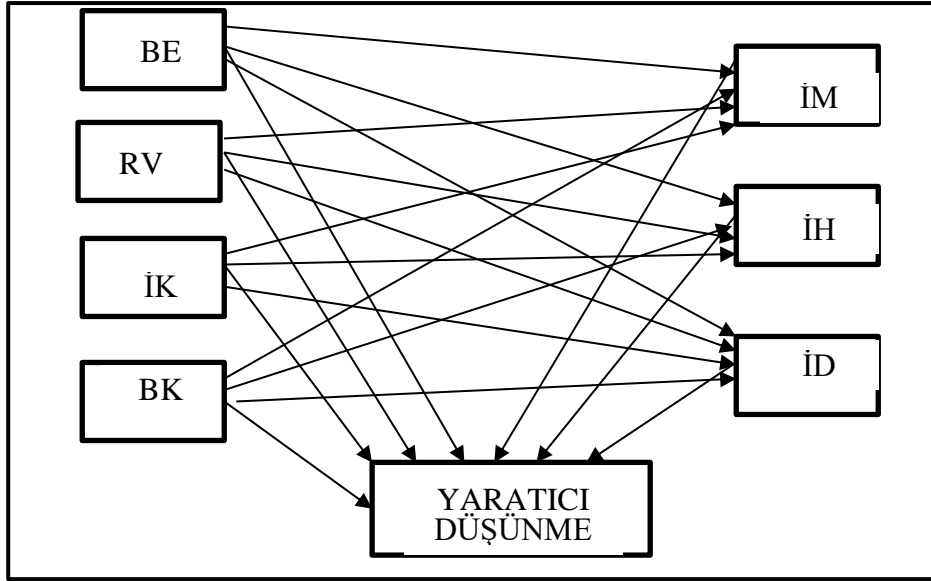 BE
İM
RV
İH
İK
İD
BK
YARATICI
DÜŞÜNME